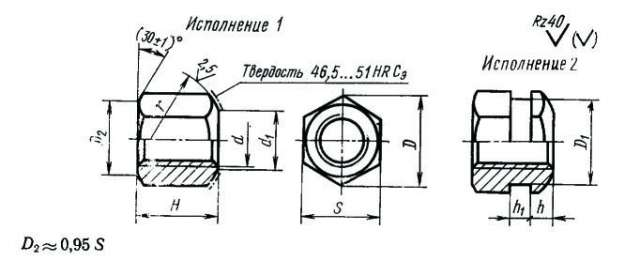 Исполнение 1
Rz40
(30±1)°
2,5
Твердость 46,5...51 HRCэ
Исполнение 2
r
D₂
d
d₁
D
D₁
H
S
h₁
h
D₂ ≈ 0,95 S